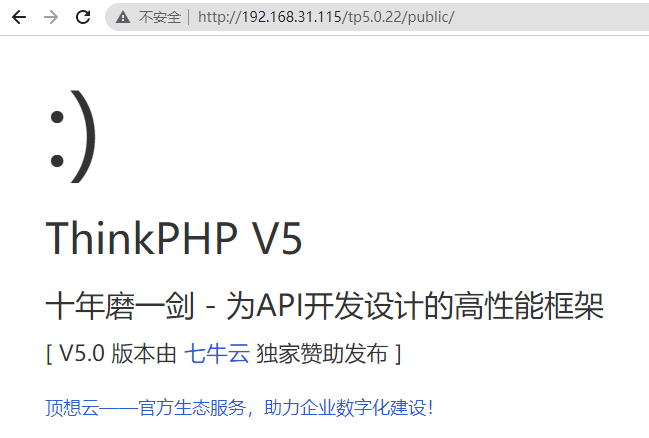 不安全 | http://192.168.31.115/tp5.0.22/public/
:)
ThinkPHP V5
十年磨一剑 - 为API开发设计的高性能框架
[ V5.0 版本由 七牛云 独家赞助发布 ]
顶想云——官方生态服务，助力企业数字化建设！